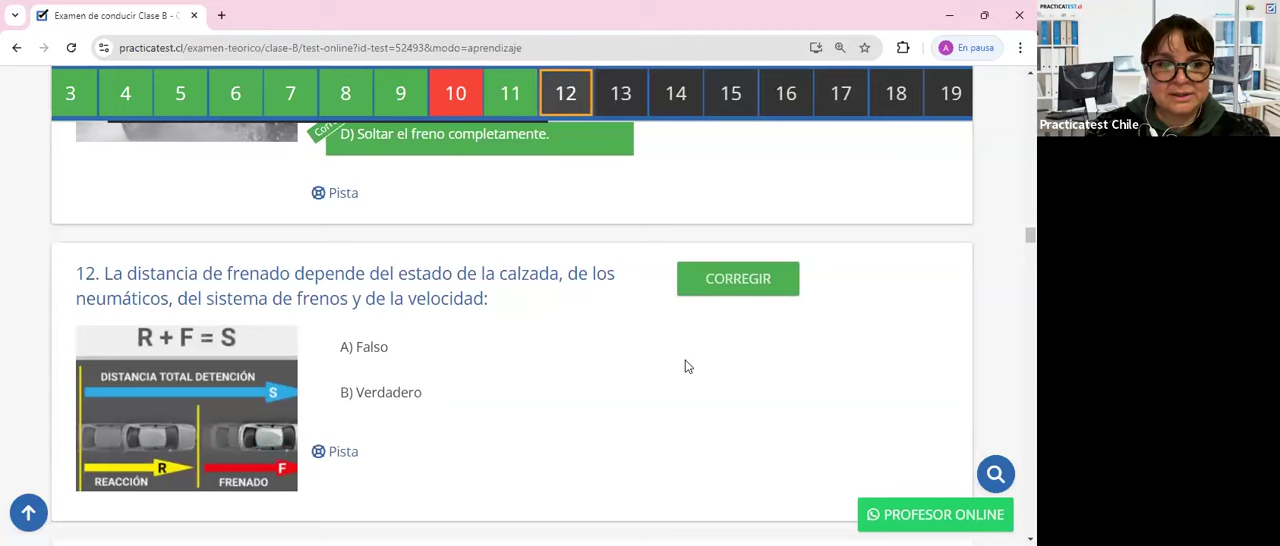 Examen de conducir Clase B - C
practicatest.cl/examen-teorico/clase-B/test-online?id-test=52493&modo=aprendizaje
A
En pausa
3 4 5 6 7 8 9 10 11 12 13 14 15 16 17 18 19
D) Soltar el freno completamente.
Pista
12. La distancia de frenado depende del estado de la calzada, de los
neumáticos, del sistema de frenos y de la velocidad:
CORREGIR
R + F = S
DISTANCIA TOTAL DETENCIÓN
S
R
F
REACCIÓN
FRENADO
A) Falso
B) Verdadero
Pista
PROFESOR ONLINE
PRACTICATEST.cl
Practicatest Chile